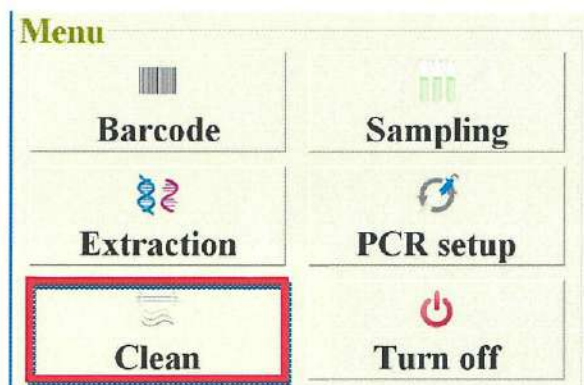 Menu
Barcode
Sampling
Extraction
PCR setup
Clean
Turn off